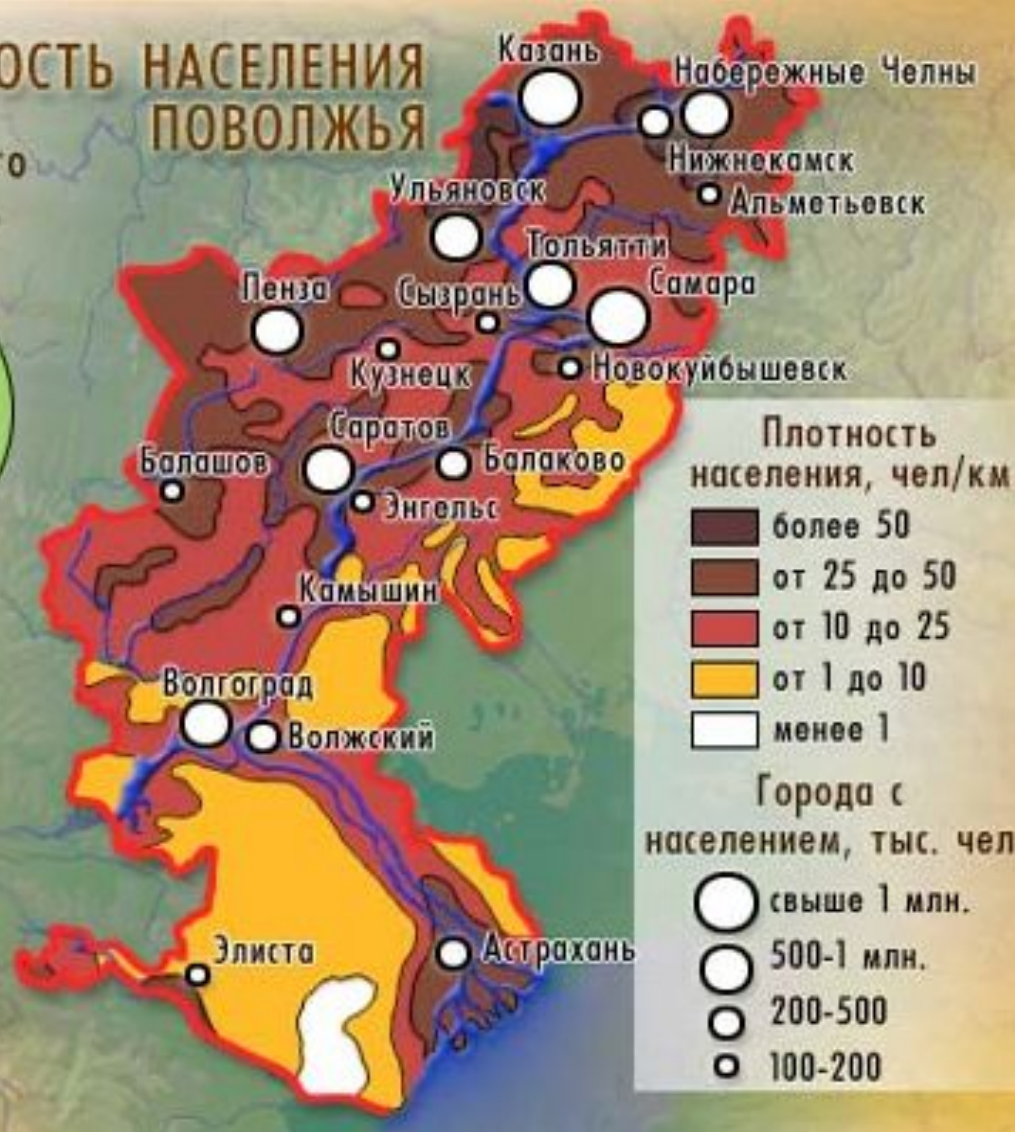 ОСТЬ НАСЕЛЕНИЯ
ПОВОЛЖЬЯ
го
Казань
Набережные Челны
Нижнекамск
Альметьевск
Ульяновск
Тольятти
Самара
Пенза
Сызрань
Кузнецк
Новокуйбышевск
Саратов
Балашов
Балаково
Энгельс
Камышин
Волгоград
Волжский
Элиста
Астрахань
Плотность
населения, чел/км
более 50
от 25 до 50
от 10 до 25
от 1 до 10
менее 1
Города с
населением, тыс. чел
свыше 1 млн.
500-1 млн.
200-500
100-200